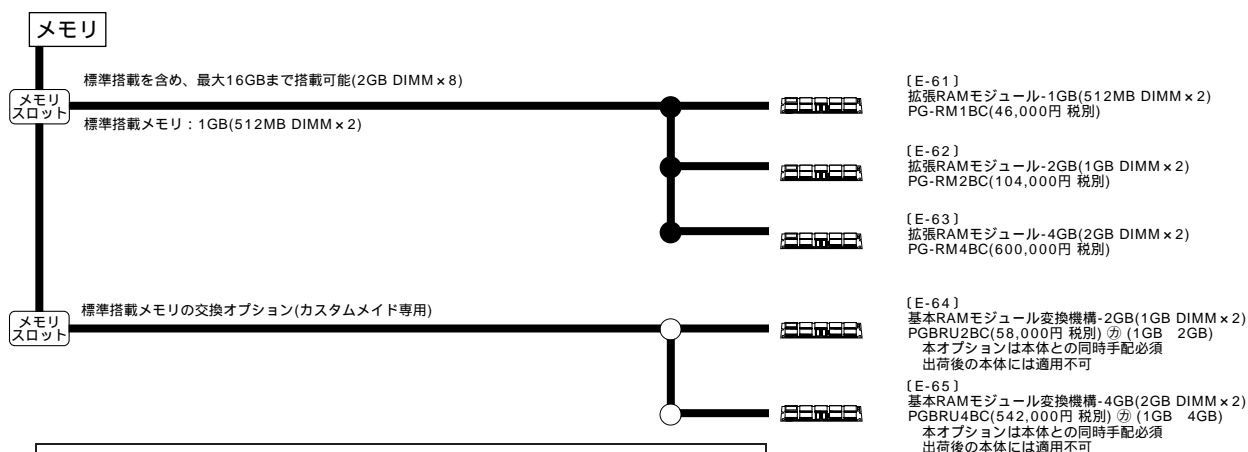 メモリ
標準搭載を含め、最大16GBまで搭載可能(2GB DIMM×8)
メモリ
スロット
標準搭載メモリ：1GB(512MB DIMM×2)
〔E-61〕
拡張RAMモジュール-1GB(512MB DIMM×2)
PG-RM1BC(46,000円 税別)
〔E-62〕
拡張RAMモジュール-2GB(1GB DIMM×2)
PG-RM2BC(104,000円 税別)
〔E-63〕
拡張RAMモジュール-4GB(2GB DIMM×2)
PG-RM4BC(600,000円 税別)
標準搭載メモリの交換オプション(カスタムメイド専用)
メモリ
スロット
〔E-64〕
基本RAMモジュール変換機構-2GB(1GB DIMM×2)
PGBRU2BC(58,000円 税別) ㋕ (1GB　2GB)
本オプションは本体との同時手配必須
出荷後の本体には適用不可
〔E-65〕
基本RAMモジュール変換機構-4GB(2GB DIMM×2)
PGBRU4BC(542,000円 税別) ㋕ (1GB　4GB)
本オプションは本体との同時手配必須
出荷後の本体には適用不可